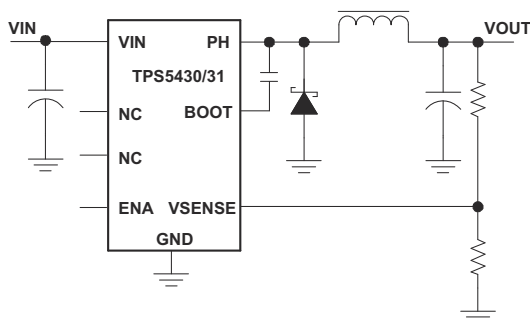 VIN
VOUT
VIN PH
TPS5430/31
NC BOOT
NC
ENA VSENSE
GND